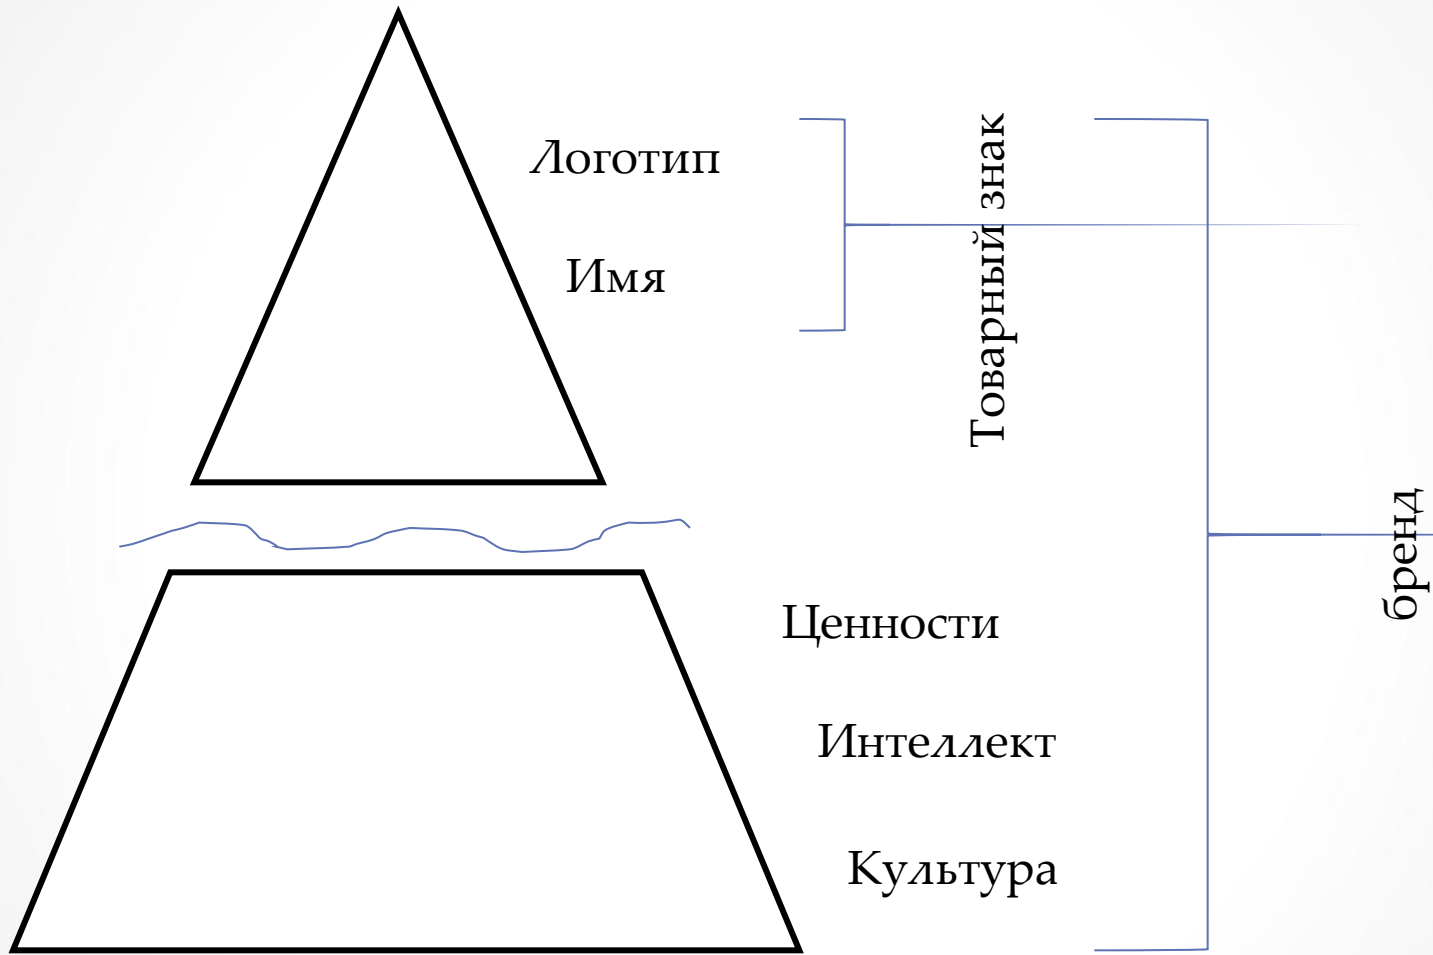 Логотип
Имя
Товарный знак
Ценности
Интеллект
Культура
бренд